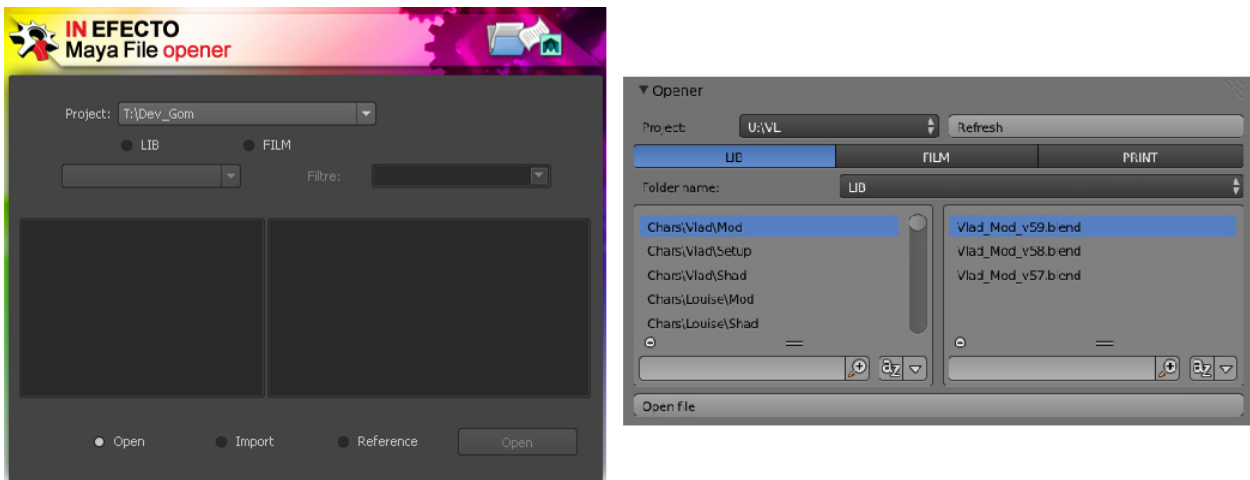 IN EFECTO
Maya File opener
Project: T:\Dev_Gom
LIB FILM
Filtre:
Open Import Reference Open
Opener
Project: U:\VL Refresh
LIB FILM PRINT
Folder name: LIB
Chars\Vlad\Mod Vlad_Mod_v59.blend
Chars\Vlad\Setup Vlad_Mod_v58.blend
Chars\Vlad\Shad Vlad_Mod_v57.blend
Chars\Louise\Mod
Chars\Louise\Shad
az az
Open file